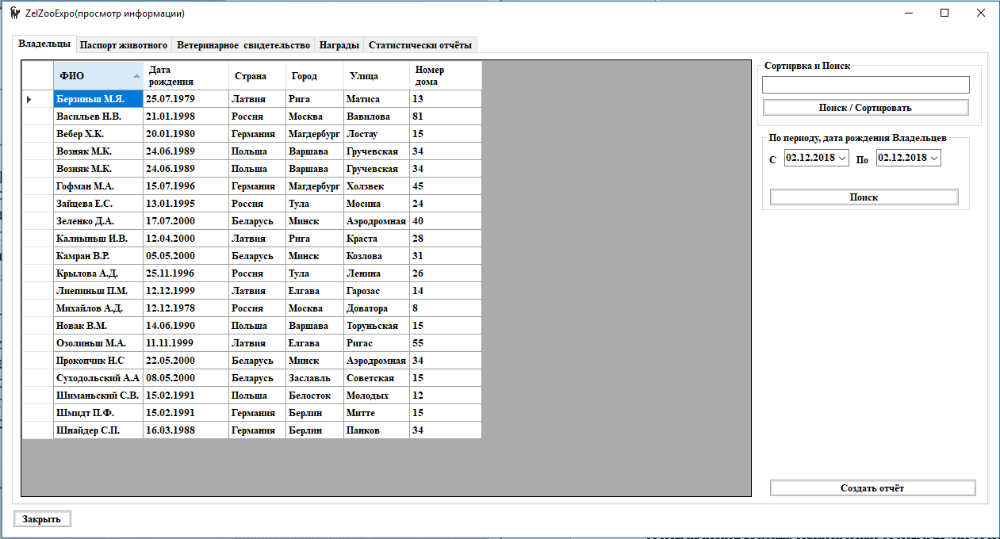 ZelZooExpo(просмотр информации)
Владельцы Паспорт животного Ветеринарное свидетельство Награды Статистически отчёты
ФИО Дата рождения Страна Город Улица Номер дома
Берзиньш М.Я. 25.07.1979 Латвия Рига Матиса 13
Васильев Н.В. 21.01.1998 Россия Москва Вавилова 81
Вебер Х.К. 20.01.1980 Германия Магдербург Лостау 15
Возняк М.К. 24.06.1989 Польша Варшава Гручевская 34
Возняк М.К. 24.06.1989 Польша Варшава Гручевская 34
Гофман М.А. 15.07.1996 Германия Магдербург Холзвек 45
Зайцева Е.С. 13.01.1995 Россия Тула Мосина 24
Зеленко Д.А. 17.07.2000 Беларусь Минск Аэродромная 40
Калныньш И.В. 12.04.2000 Латвия Рига Краста 28
Камран В.Р. 05.05.2000 Беларусь Минск Козлова 31
Крылова А.Д. 25.11.1996 Россия Тула Ленина 26
Лиепиньш П.М. 12.12.1999 Латвия Елгава Гарозас 14
Михайлов А.Д. 12.12.1978 Россия Москва Доватора 8
Новак В.М. 14.06.1990 Польша Варшава Торуньская 15
Озолиньш М.А. 11.11.1999 Латвия Елгава Ригас 55
Прокопчик Н.С 22.05.2000 Беларусь Минск Аэродромная 34
Суходольский А.А 08.05.2000 Беларусь Заславль Советская 15
Шиманьский С.В. 15.02.1991 Польша Белосток Молодых 12
Шмидт П.Ф. 15.02.1991 Германия Берлин Митте 15
Шнайдер С.П. 16.03.1988 Германия Берлин Панков 34
Сортирвка и Поиск
Поиск / Сортировать
По периоду, дата рождения Владельцев
С 02.12.2018 По 02.12.2018
Поиск
Создать отчёт
Закрыть